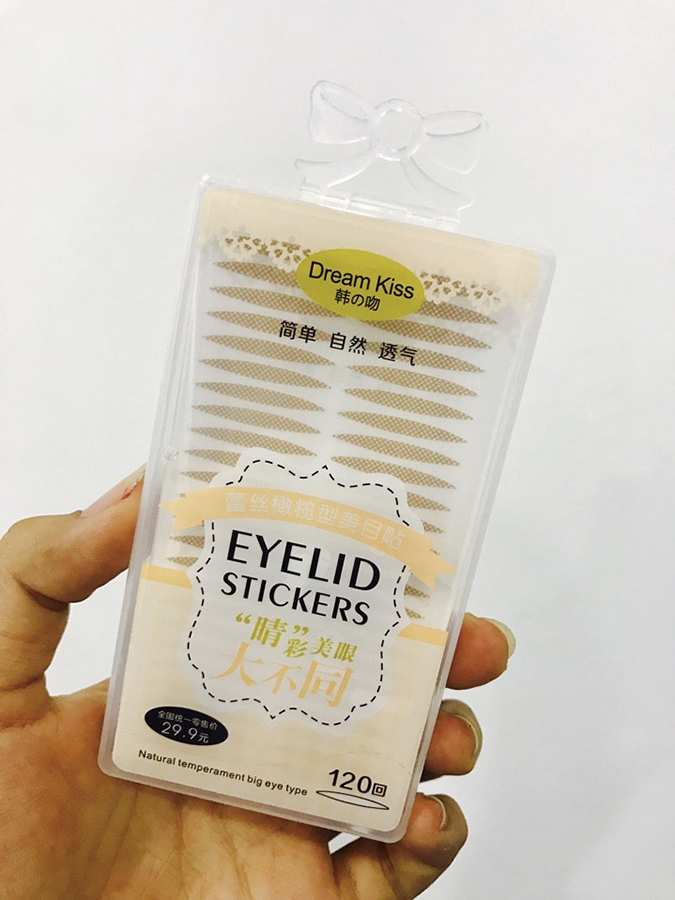 Dream Kiss
韩の吻
简单 自然 透气
蕾丝橄榄型美目贴
EYELID
STICKERS
“睛”彩美眼
大不同
全国统一零售价
29.9元
Natural temperament big eye type
120回